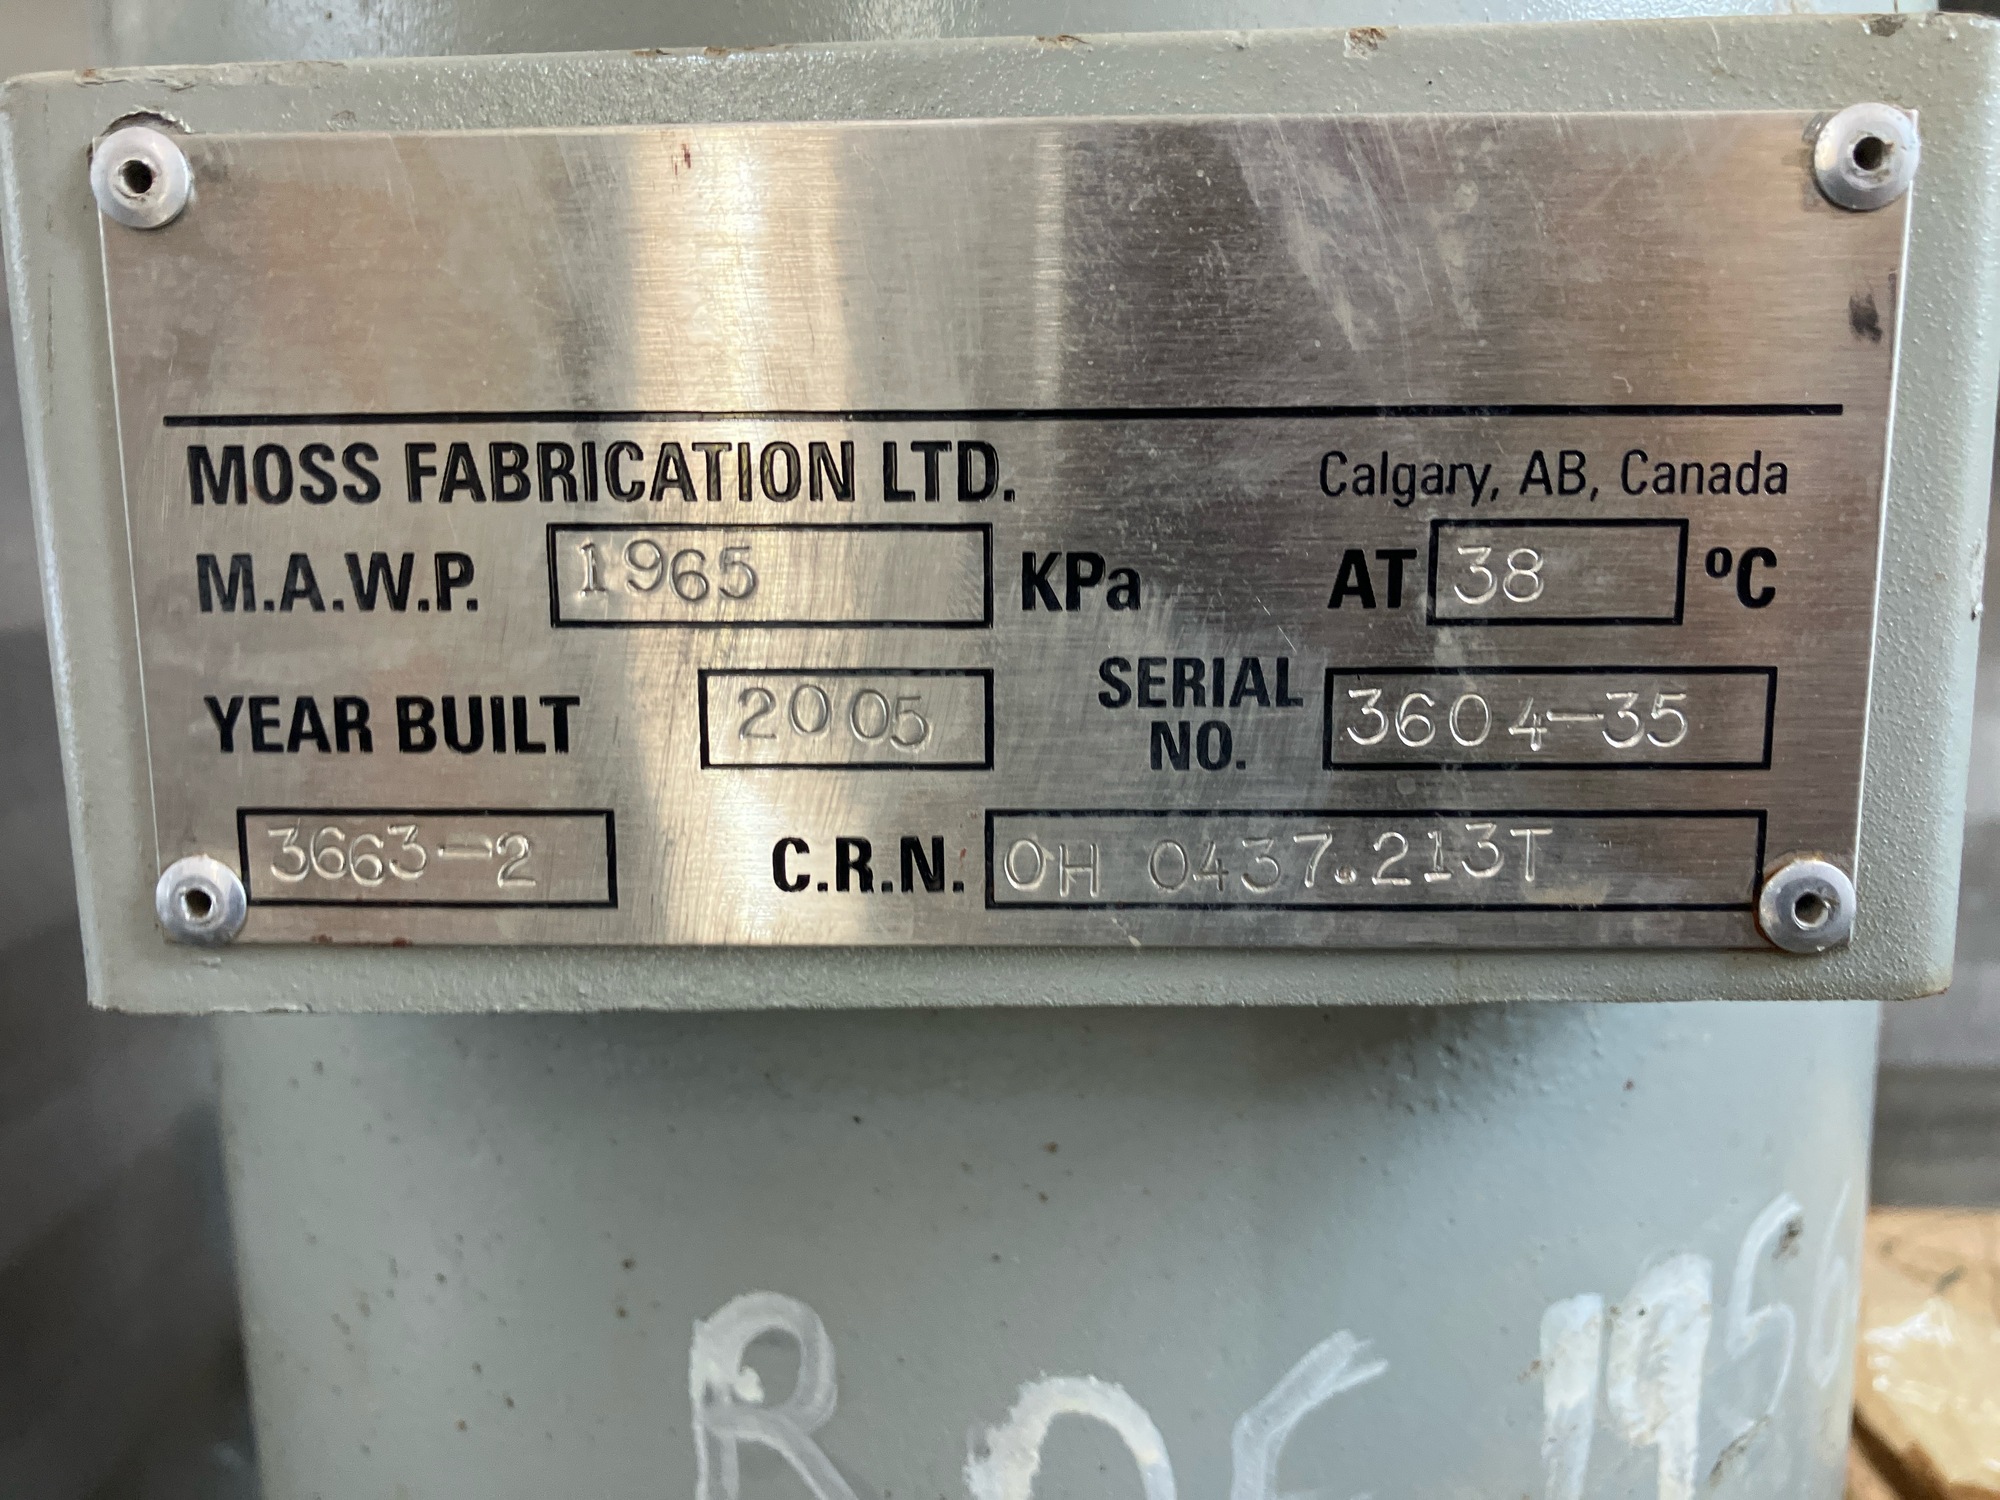 MOSS FABRICATION LTD. Calgary, AB, Canada
M.A.W.P. 1965 KPa AT 38 ºC
YEAR BUILT 2005 SERIAL NO. 3604-35
3663-2 C.R.N. OH 0437.213T